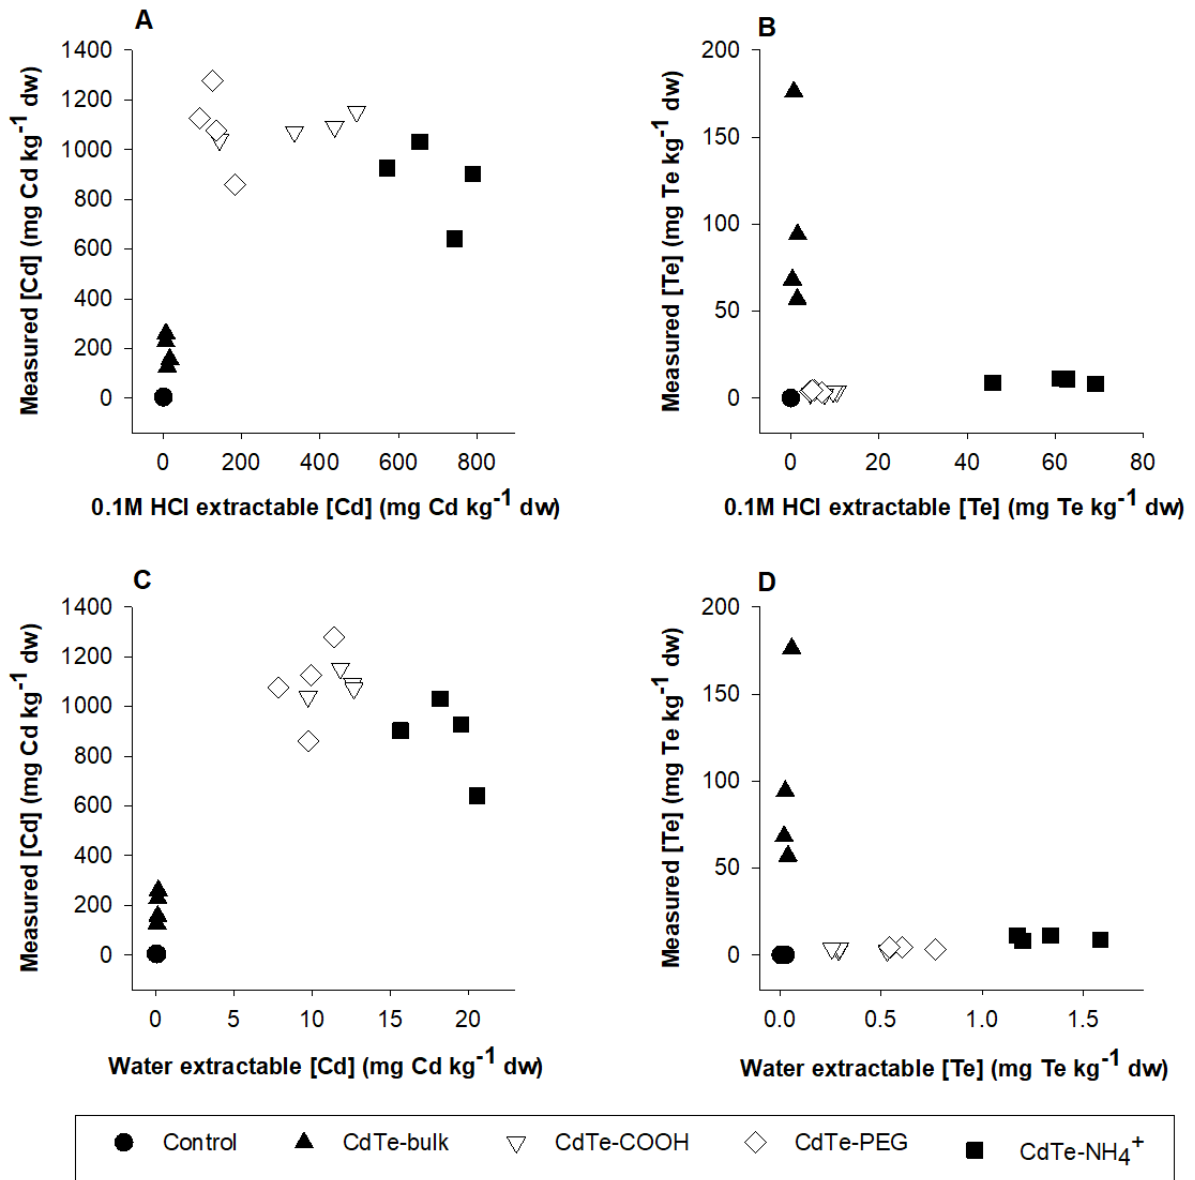 A
Measured [Cd] (mg Cd kg⁻¹ dw)
1400
1200
1000
800
600
400
200
0
0 200 400 600 800
0.1M HCl extractable [Cd] (mg Cd kg⁻¹ dw)
B
Measured [Te] (mg Te kg⁻¹ dw)
200
150
100
50
0
0 20 40 60 80
0.1M HCl extractable [Te] (mg Te kg⁻¹ dw)
C
Measured [Cd] (mg Cd kg⁻¹ dw)
1400
1200
1000
800
600
400
200
0
0 5 10 15 20
Water extractable [Cd] (mg Cd kg⁻¹ dw)
D
Measured [Te] (mg Te kg⁻¹ dw)
200
150
100
50
0
0.0 0.5 1.0 1.5
Water extractable [Te] (mg Te kg⁻¹ dw)
Control CdTe-bulk CdTe-COOH CdTe-PEG CdTe-NH₄⁺